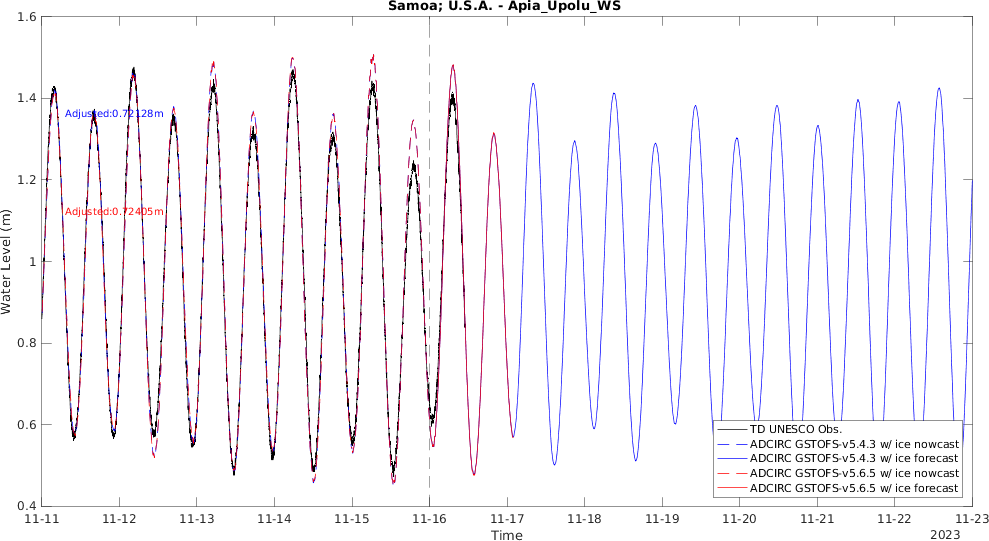 Samoa; U.S.A. - Apia_Upolu_WS
1.6
1.4
1.2
1
0.8
0.6
0.4
Water Level (m)
Adjusted:0.72128m
Adjusted:0.72405m
TD UNESCO Obs.
ADCIRC GSTOFS-v5.4.3 w/ ice nowcast
ADCIRC GSTOFS-v5.4.3 w/ ice forecast
ADCIRC GSTOFS-v5.6.5 w/ ice nowcast
ADCIRC GSTOFS-v5.6.5 w/ ice forecast
11-11 11-12 11-13 11-14 11-15 11-16 11-17 11-18 11-19 11-20 11-21 11-22 11-23
Time
2023